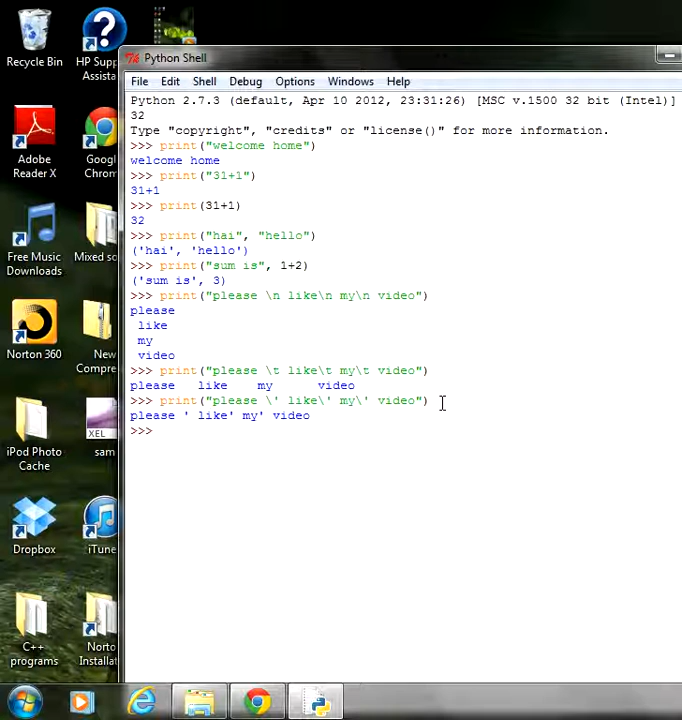 Recycle Bin
HP Supp
Assista
Adobe
Reader X
Googl
Chrom
Free Music
Downloads
Mixed so
Norton 360
New
Compre
iPod Photo
Cache
XEL
sam
Dropbox
iTune
C++
programs
Norto
Installat
Python Shell
File Edit Shell Debug Options Windows Help
Python 2.7.3 (default, Apr 10 2012, 23:31:26) [MSC v.1500 32 bit (Intel)]
32
Type "copyright", "credits" or "license()" for more information.
>>> print("welcome home")
welcome home
>>> print("31+1")
31+1
>>> print(31+1)
32
>>> print("hai", "hello")
('hai', 'hello')
>>> print("sum is", 1+2)
('sum is', 3)
>>> print("please \n like\n my\n video")
please
like
my
video
>>> print("please \t like\t my\t video")
please like my video
>>> print("please \' like\' my\' video")
please ' like' my' video
>>>